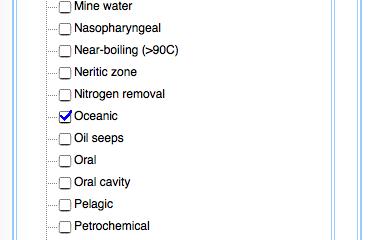 Mine water
Nasopharyngeal
Near-boiling (>90C)
Neritic zone
Nitrogen removal
Oceanic
Oil seeps
Oral
Oral cavity
Pelagic
Petrochemical